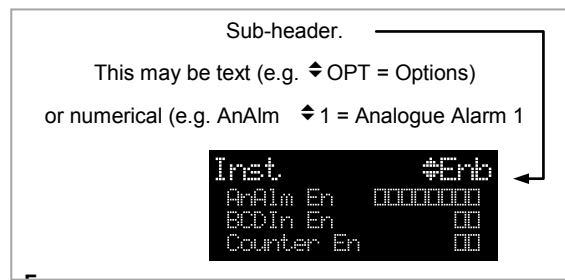 Sub-header.
This may be text (e.g. ♦OPT = Options)
or numerical (e.g. AnAlm ♦1 = Analogue Alarm 1
Inst ♦Enb
AnAlm En □□□□□□□□
BCDIn En □□
Counter En □□